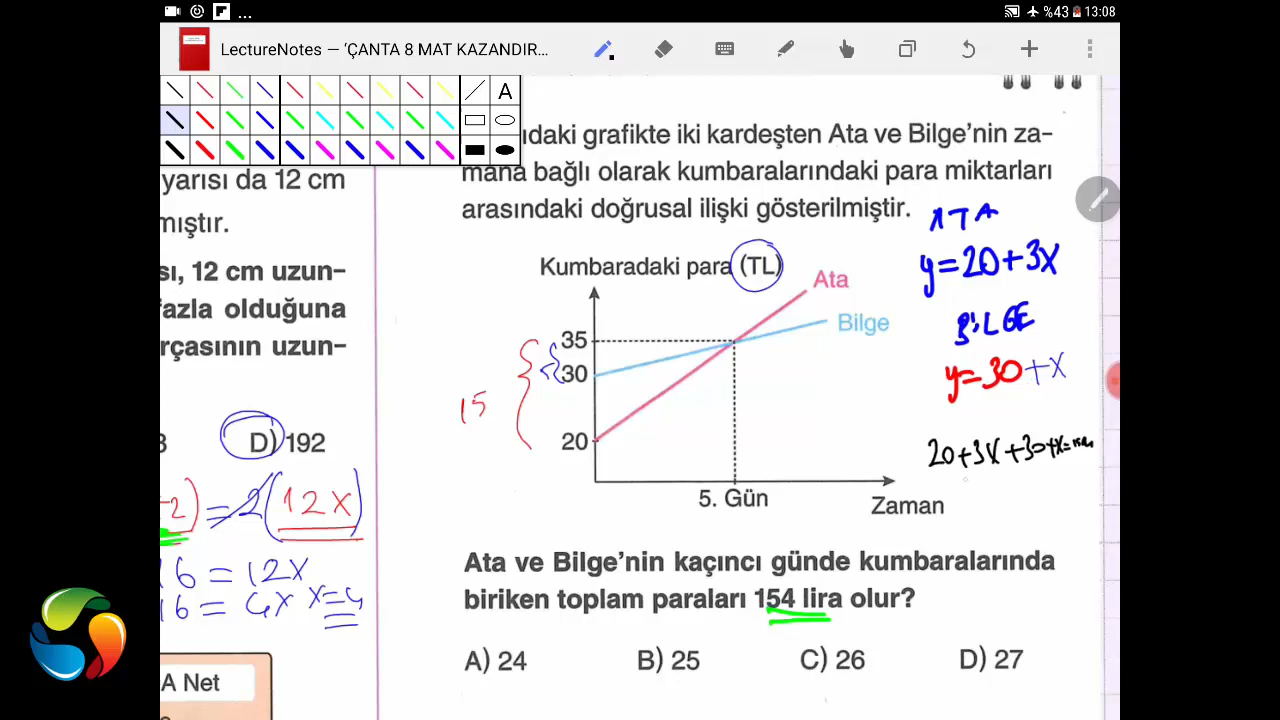 ... %43 13:08
LectureNotes — ‘ÇANTA 8 MAT KAZANDIR...
A
yarısı da 12 cm
mıştır.
sı, 12 cm uzun-
fazla olduğuna
rçasının uzun-
D) 192
-2) = 2(12X)
16 = 12X
16 = 4X X=4
A Net
ıdaki grafikte iki kardeşten Ata ve Bilge’nin za-
mana bağlı olarak kumbaralarındaki para miktarları
arasındaki doğrusal ilişki gösterilmiştir.
ATA
y=20+3X
BİLGE
y=30+X
20+3X+30+X=154
Kumbaradaki para (TL)
Ata
Bilge
35
30
20
15
5. Gün
Zaman
Ata ve Bilge’nin kaçıncı günde kumbaralarında
biriken toplam paraları 154 lira olur?
A) 24 B) 25 C) 26 D) 27